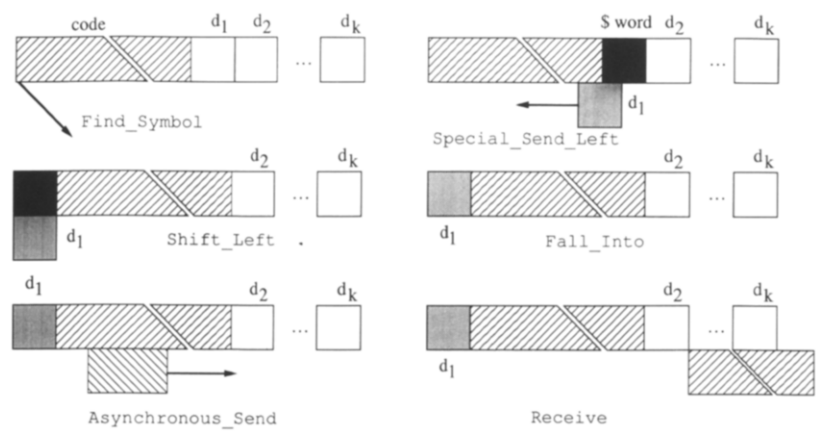 code d1 d2 dk
...
Find_Symbol
$ word d2 dk
...
d1
Special_Send_Left
d2 dk
...
d1
Shift_Left .
d2 dk
...
d1
Fall_Into
d1 d2 dk
...
Asynchronous_Send
d2 dk
...
d1
Receive